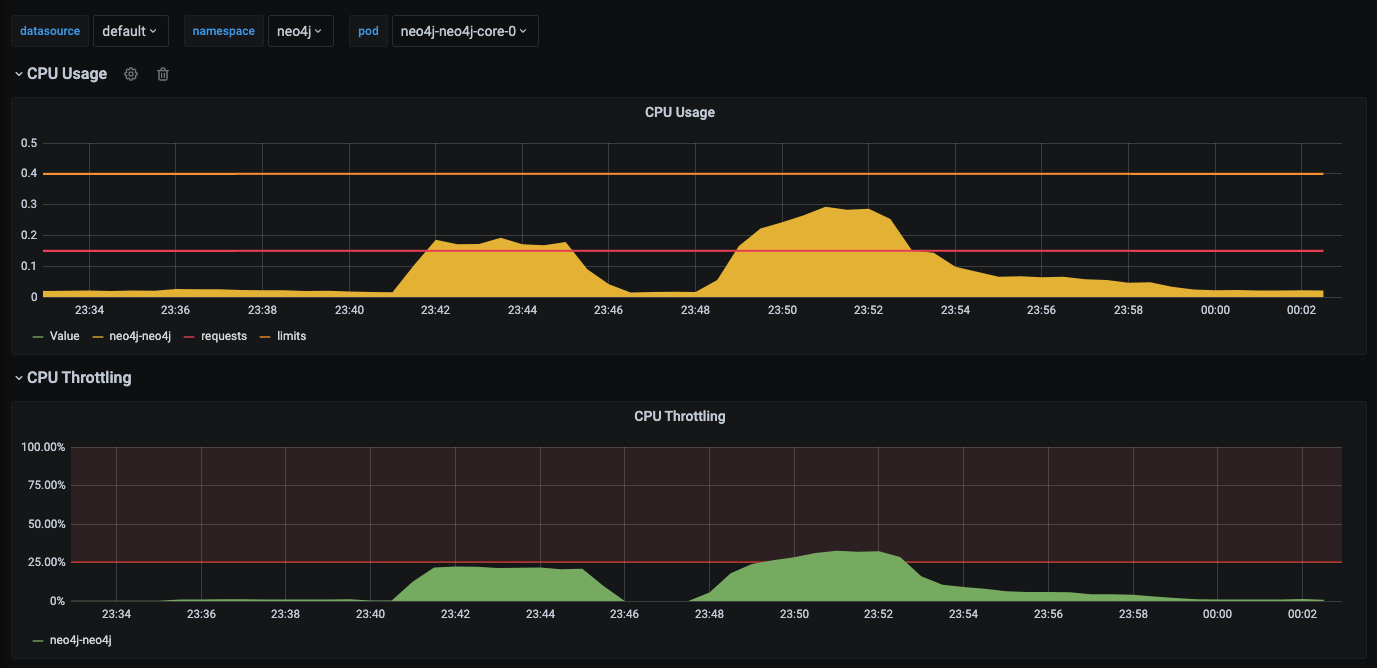 datasource default namespace neo4j pod neo4j-neo4j-core-0
CPU Usage
CPU Usage
0.5
0.4
0.3
0.2
0.1
0
23:34 23:36 23:38 23:40 23:42 23:44 23:46 23:48 23:50 23:52 23:54 23:56 23:58 00:00 00:02
Value neo4j-neo4j requests limits
CPU Throttling
CPU Throttling
100.00%
75.00%
50.00%
25.00%
0%
23:34 23:36 23:38 23:40 23:42 23:44 23:46 23:48 23:50 23:52 23:54 23:56 23:58 00:00 00:02
neo4j-neo4j